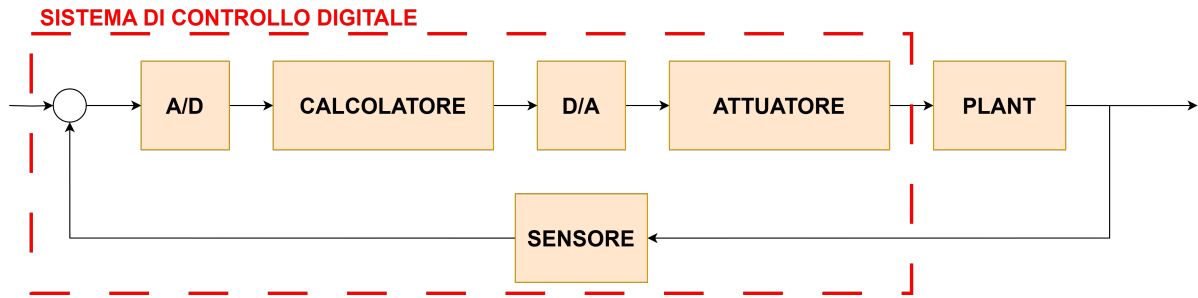 SISTEMA DI CONTROLLO DIGITALE
A/D
CALCOLATORE
D/A
ATTUATORE
PLANT
SENSORE